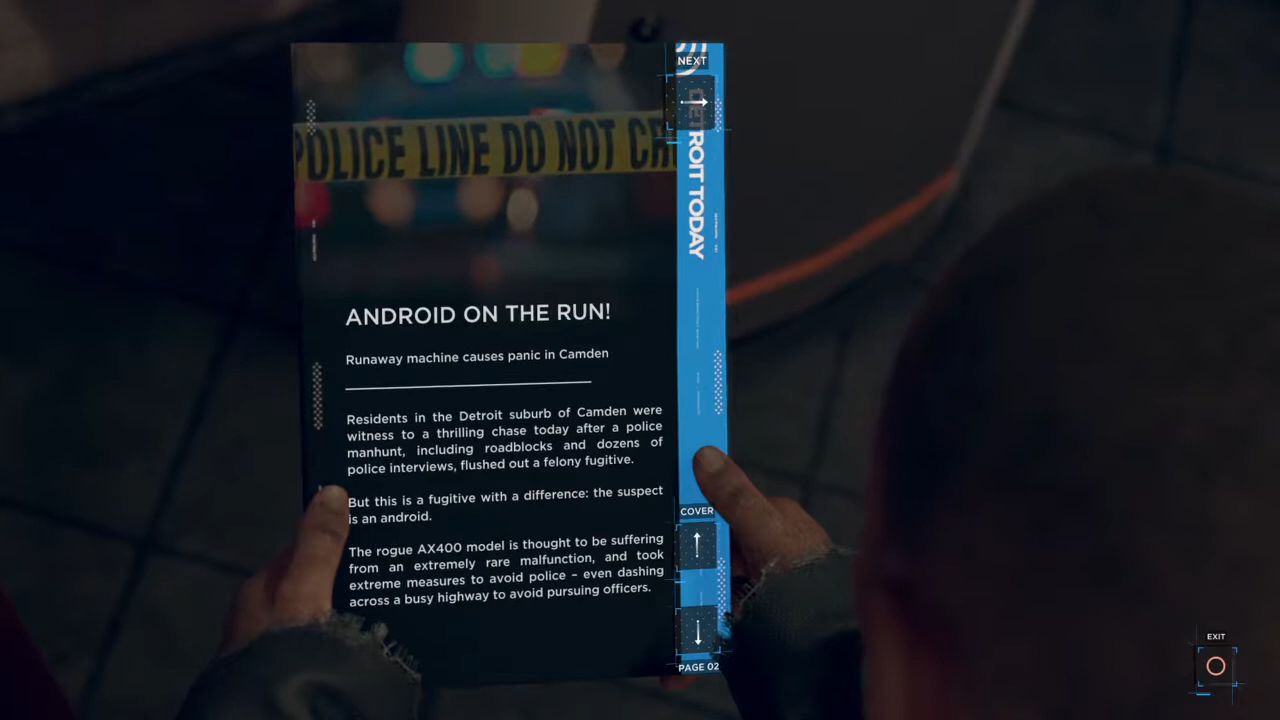 NEXT
DETROIT TODAY
POLICE LINE DO NOT CR
ANDROID ON THE RUN!
Runaway machine causes panic in Camden
Residents in the Detroit suburb of Camden were
witness to a thrilling chase today after a police
manhunt, including roadblocks and dozens of
police interviews, flushed out a felony fugitive.
But this is a fugitive with a difference: the suspect
is an android.
The rogue AX400 model is thought to be suffering
from an extremely rare malfunction, and took
extreme measures to avoid police – even dashing
across a busy highway to avoid pursuing officers.
COVER
PAGE 02
EXIT